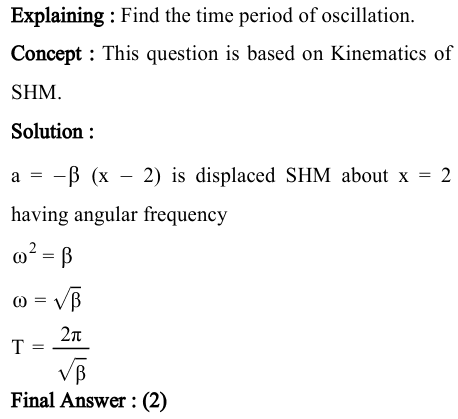 Explaining : Find the time period of oscillation.
Concept : This question is based on Kinematics of
SHM.
Solution :
a = −β (x − 2) is displaced SHM about x = 2
having angular frequency
ω² = β
ω = √β
T = 2π / √β
Final Answer : (2)